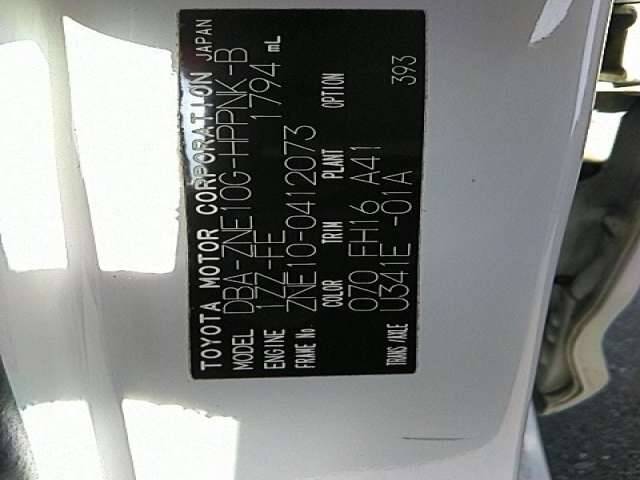 TOYOTA MOTOR CORPORATION JAPAN
MODEL DBA-ZNE10G-HPPNK-B
ENGINE 1ZZ-FE 1794 mL
FRAME No. ZNE10-0412073
COLOR TRIM PLANT OPTION
070 FH16 A41
TRANS/AXLE U341E -01A 393